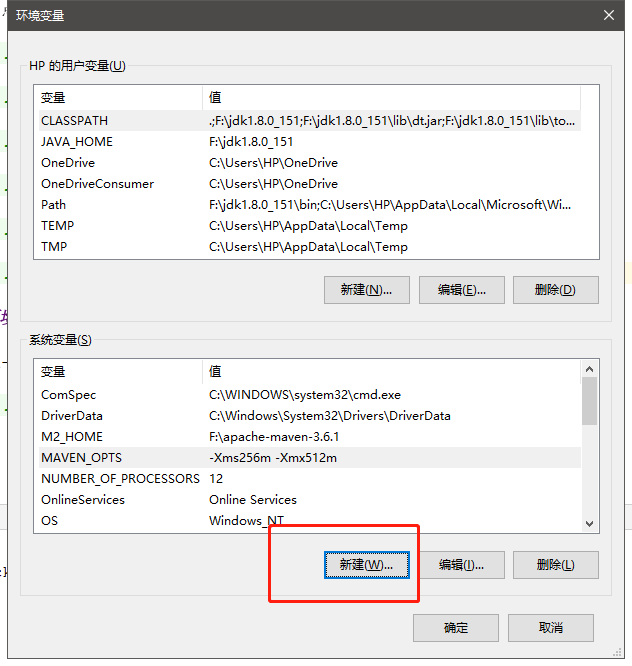 环境变量
HP 的用户变量(U)
变量 值
CLASSPATH .;F:\jdk1.8.0_151;F:\jdk1.8.0_151\lib\dt.jar;F:\jdk1.8.0_151\lib\to...
JAVA_HOME F:\jdk1.8.0_151
OneDrive C:\Users\HP\OneDrive
OneDriveConsumer C:\Users\HP\OneDrive
Path F:\jdk1.8.0_151\bin;C:\Users\HP\AppData\Local\Microsoft\Wi...
TEMP C:\Users\HP\AppData\Local\Temp
TMP C:\Users\HP\AppData\Local\Temp
新建(N)... 编辑(E)... 删除(D)
系统变量(S)
变量 值
ComSpec C:\WINDOWS\system32\cmd.exe
DriverData C:\Windows\System32\Drivers\DriverData
M2_HOME F:\apache-maven-3.6.1
MAVEN_OPTS -Xms256m -Xmx512m
NUMBER_OF_PROCESSORS 12
OnlineServices Online Services
OS Windows_NT
新建(W)... 编辑(I)... 删除(L)
确定 取消